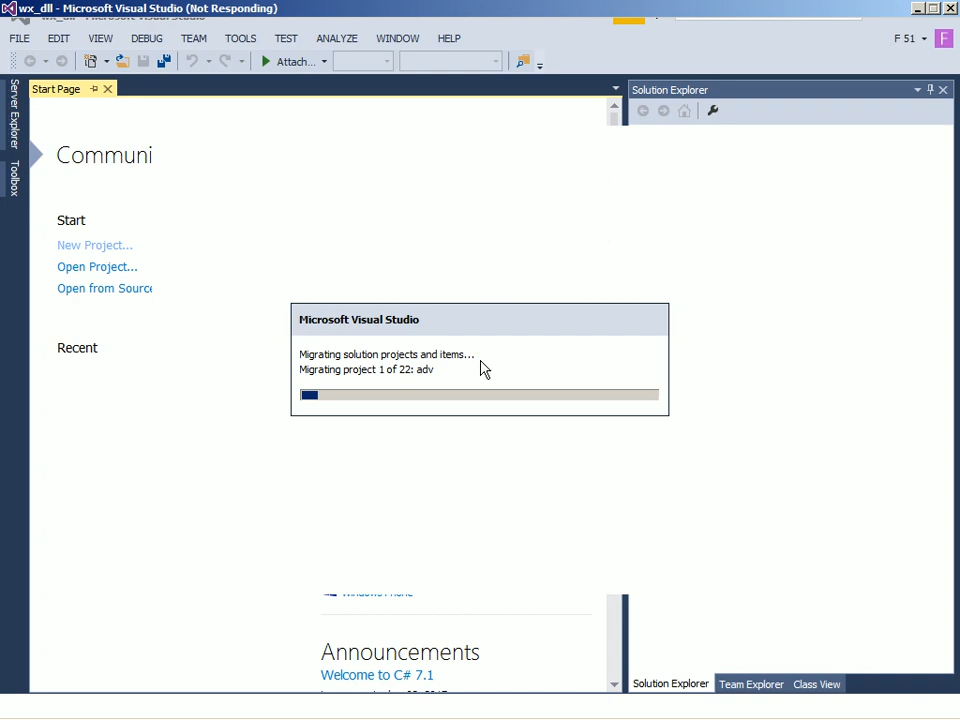 wx_dll - Microsoft Visual Studio (Not Responding)
FILE EDIT VIEW DEBUG TEAM TOOLS TEST ANALYZE WINDOW HELP F 51 F
Attach...
Start Page
Solution Explorer
Server Explorer
Toolbox
Communi
Start
New Project...
Open Project...
Open from Source
Recent
Microsoft Visual Studio
Migrating solution projects and items...
Migrating project 1 of 22: adv
Announcements
Welcome to C# 7.1
Solution Explorer Team Explorer Class View